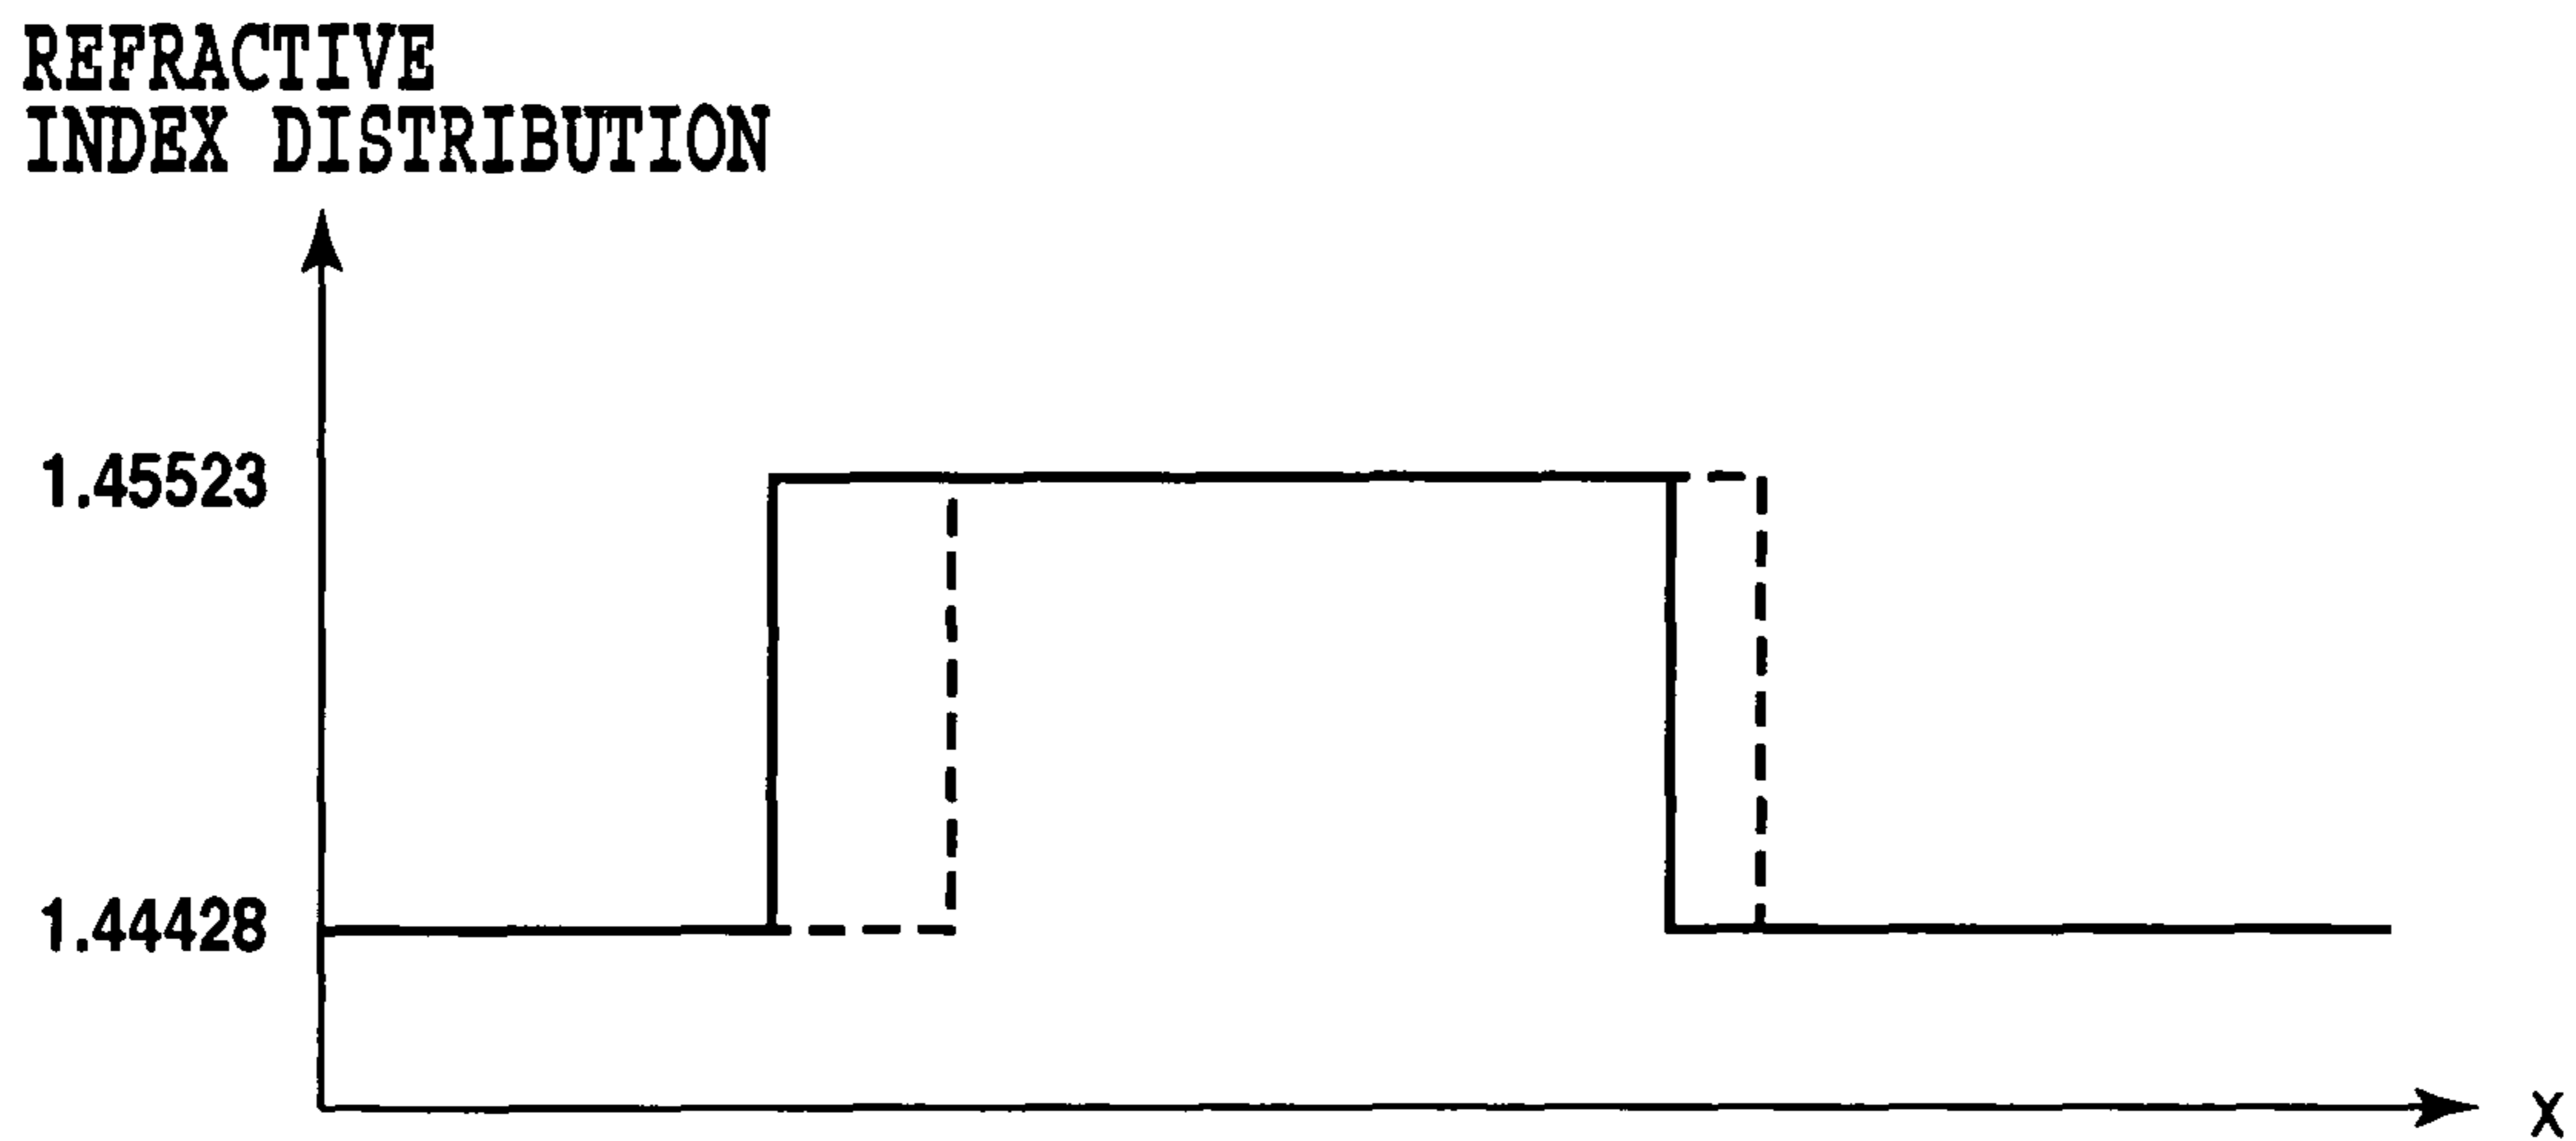 REFRACTIVE
INDEX DISTRIBUTION
1.45523
1.44428
X